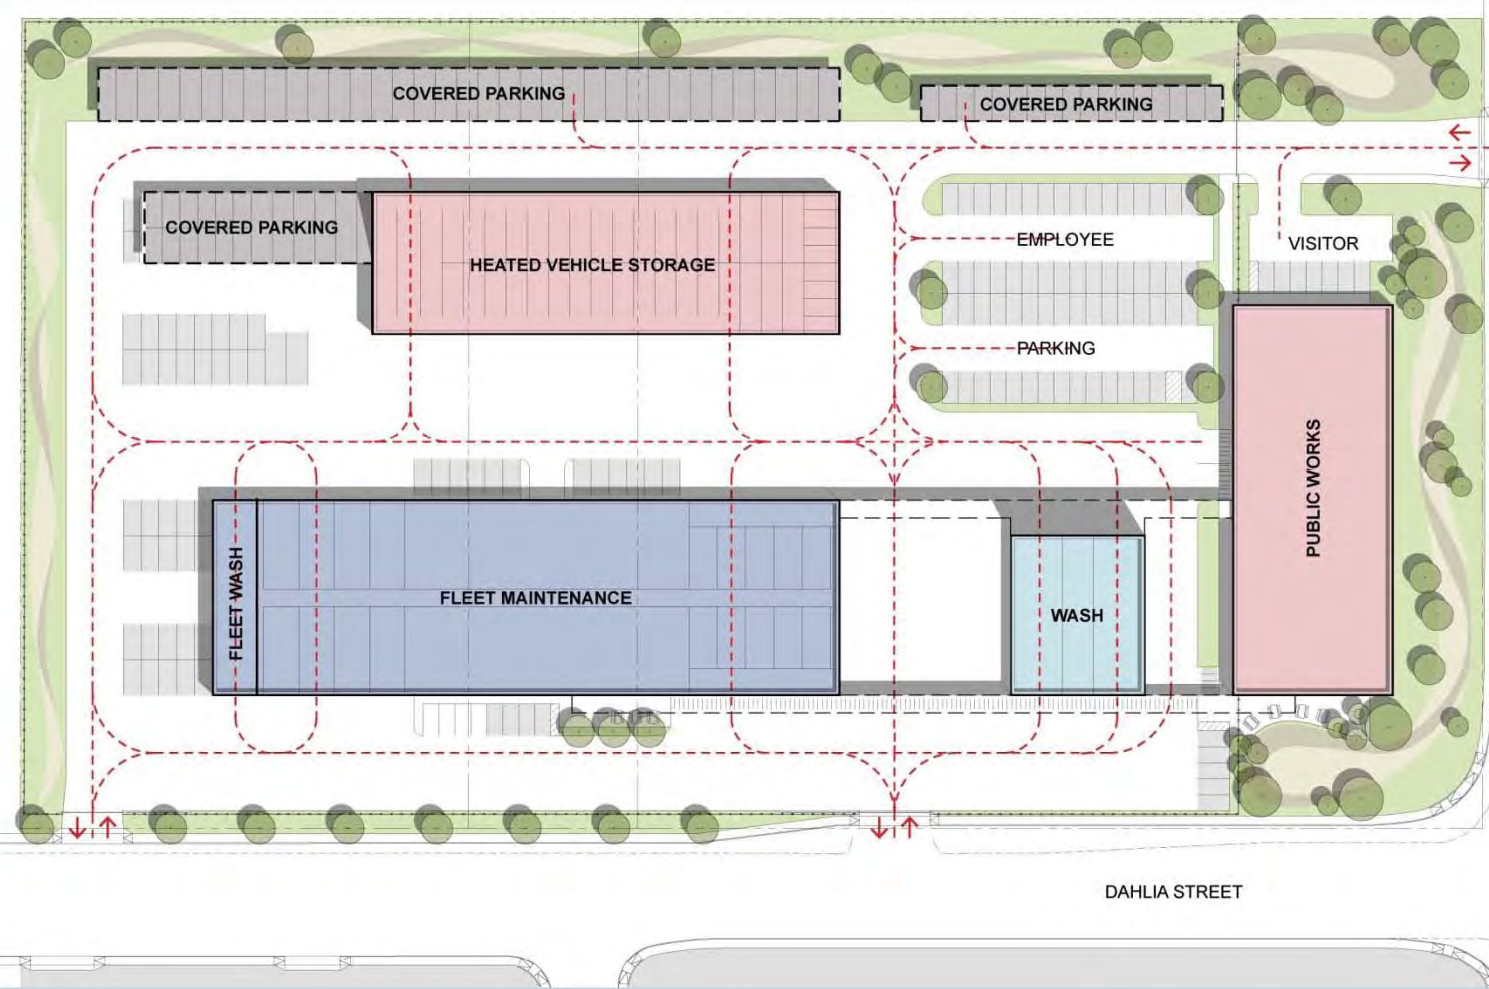 COVERED PARKING
COVERED PARKING
COVERED PARKING
HEATED VEHICLE STORAGE
EMPLOYEE
PARKING
VISITOR
PUBLIC WORKS
FLEET WASH
FLEET MAINTENANCE
WASH
DAHLIA STREET